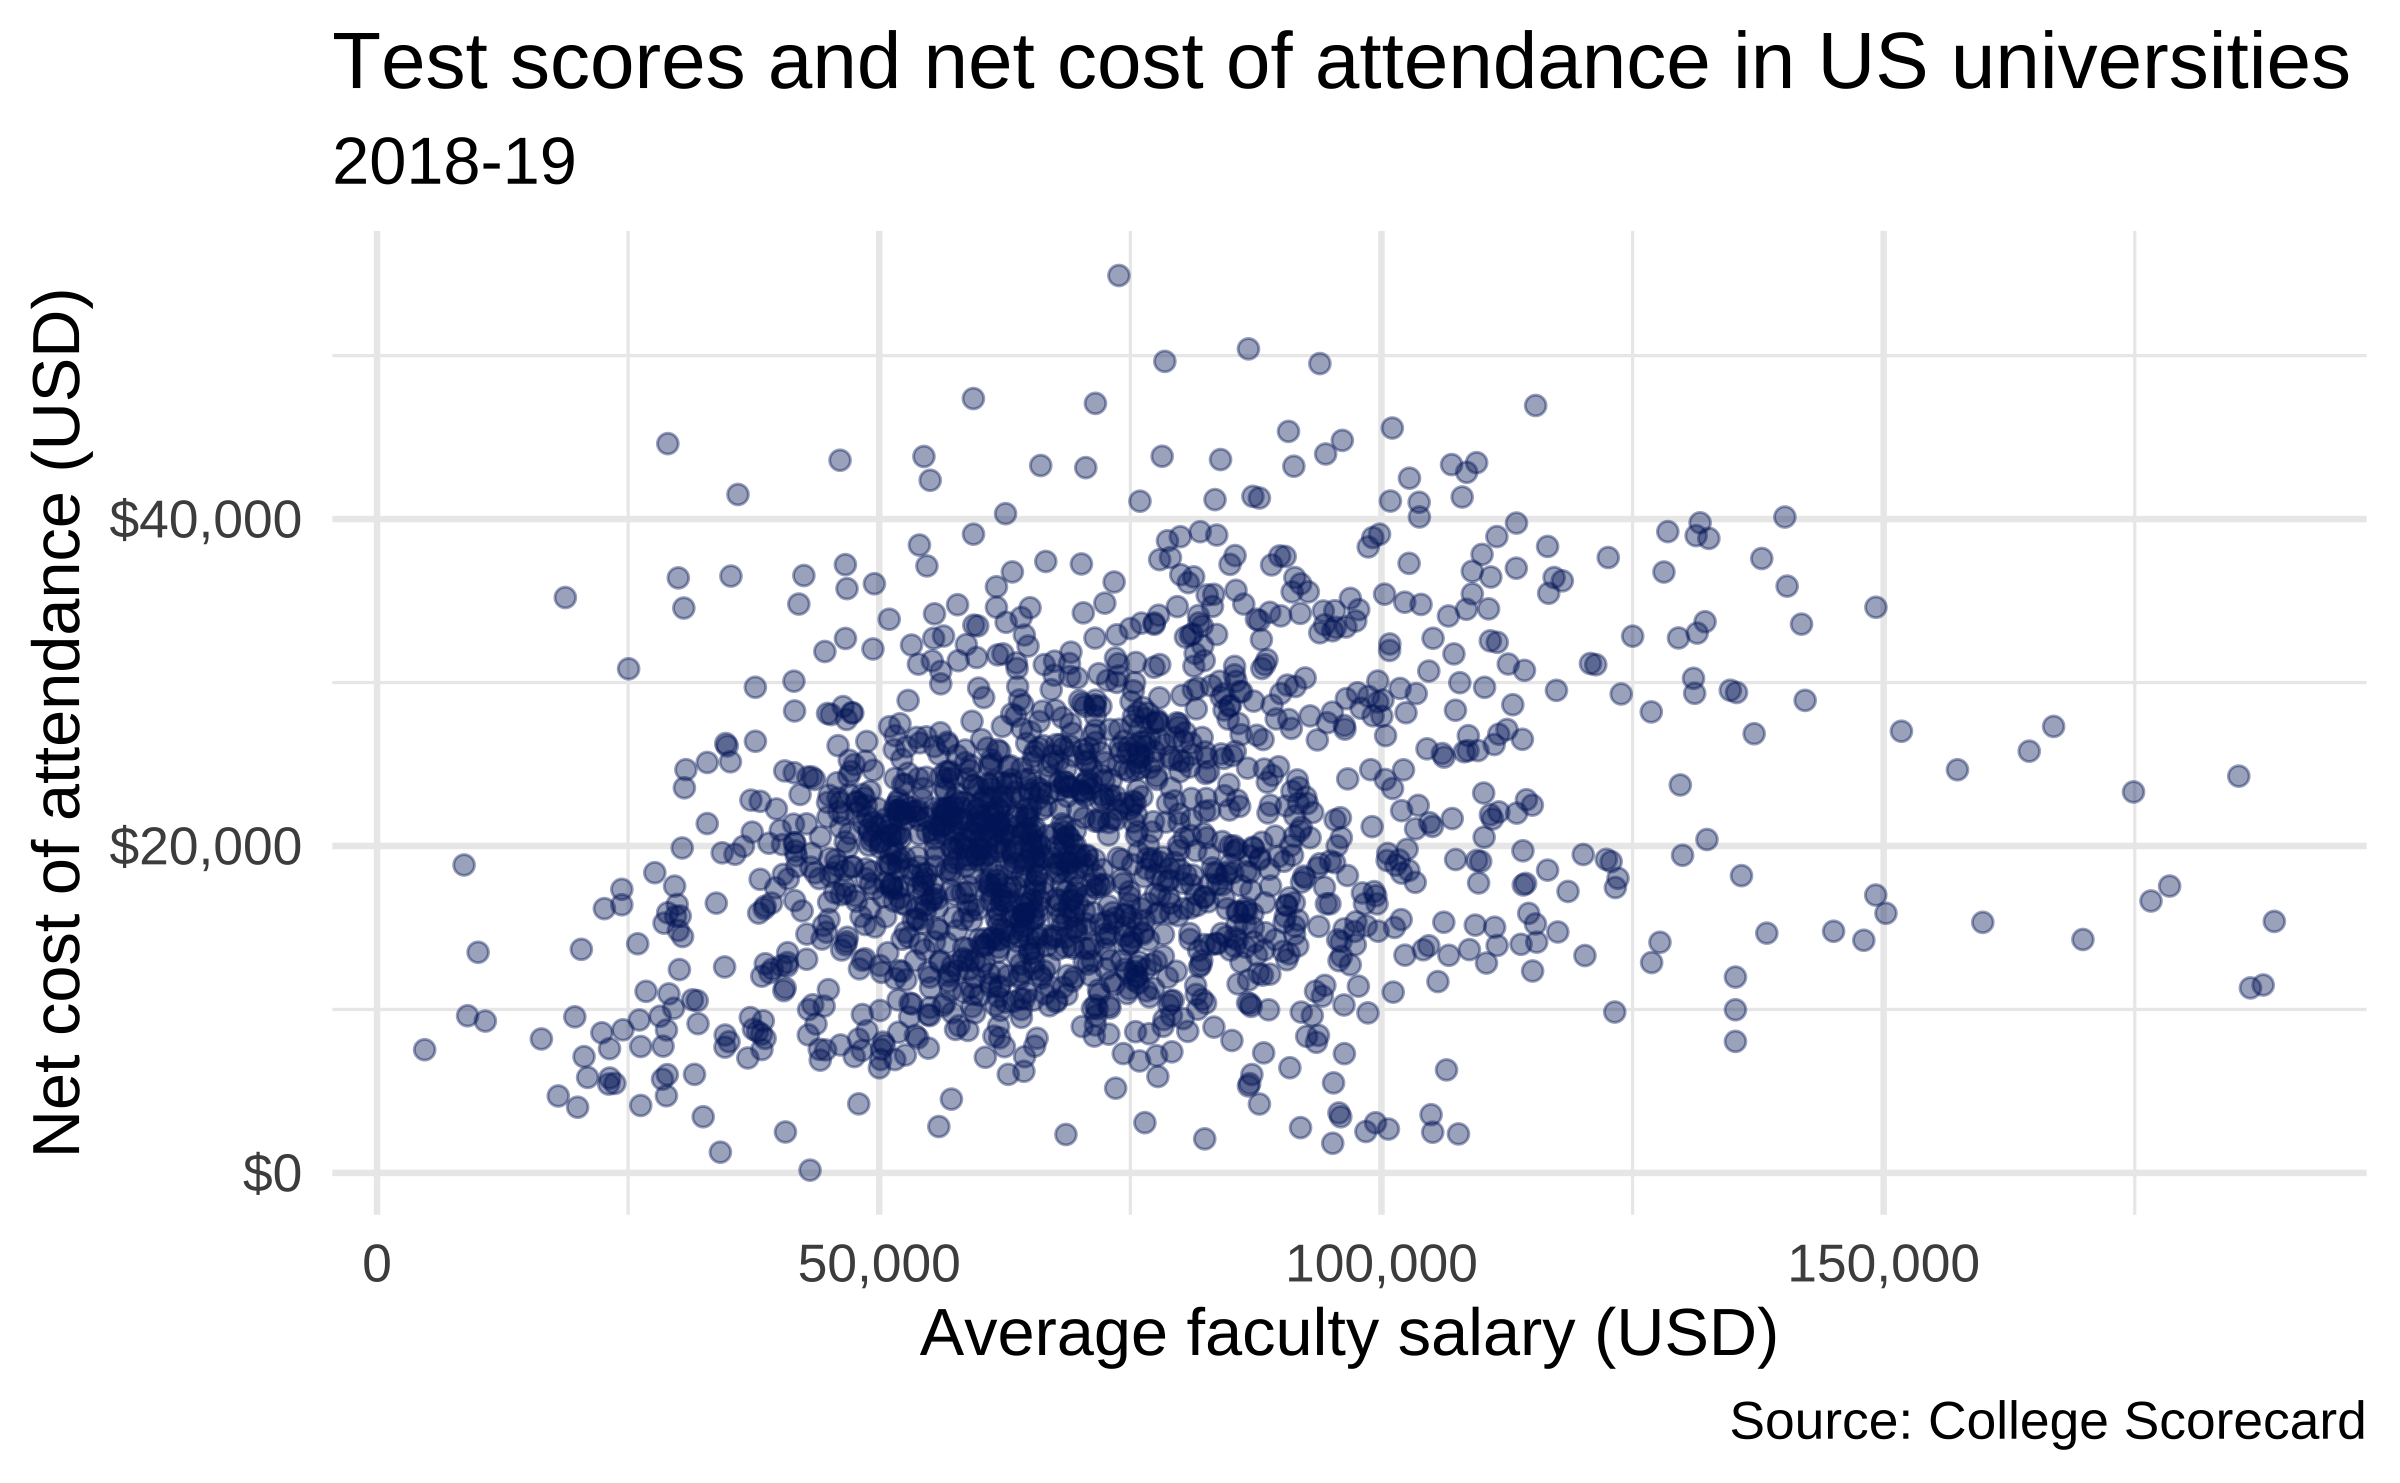 Test scores and net cost of attendance in US universities
2018-19
Net cost of attendance (USD)
$40,000
$20,000
$0
0 50,000 100,000 150,000
Average faculty salary (USD)
Source: College Scorecard